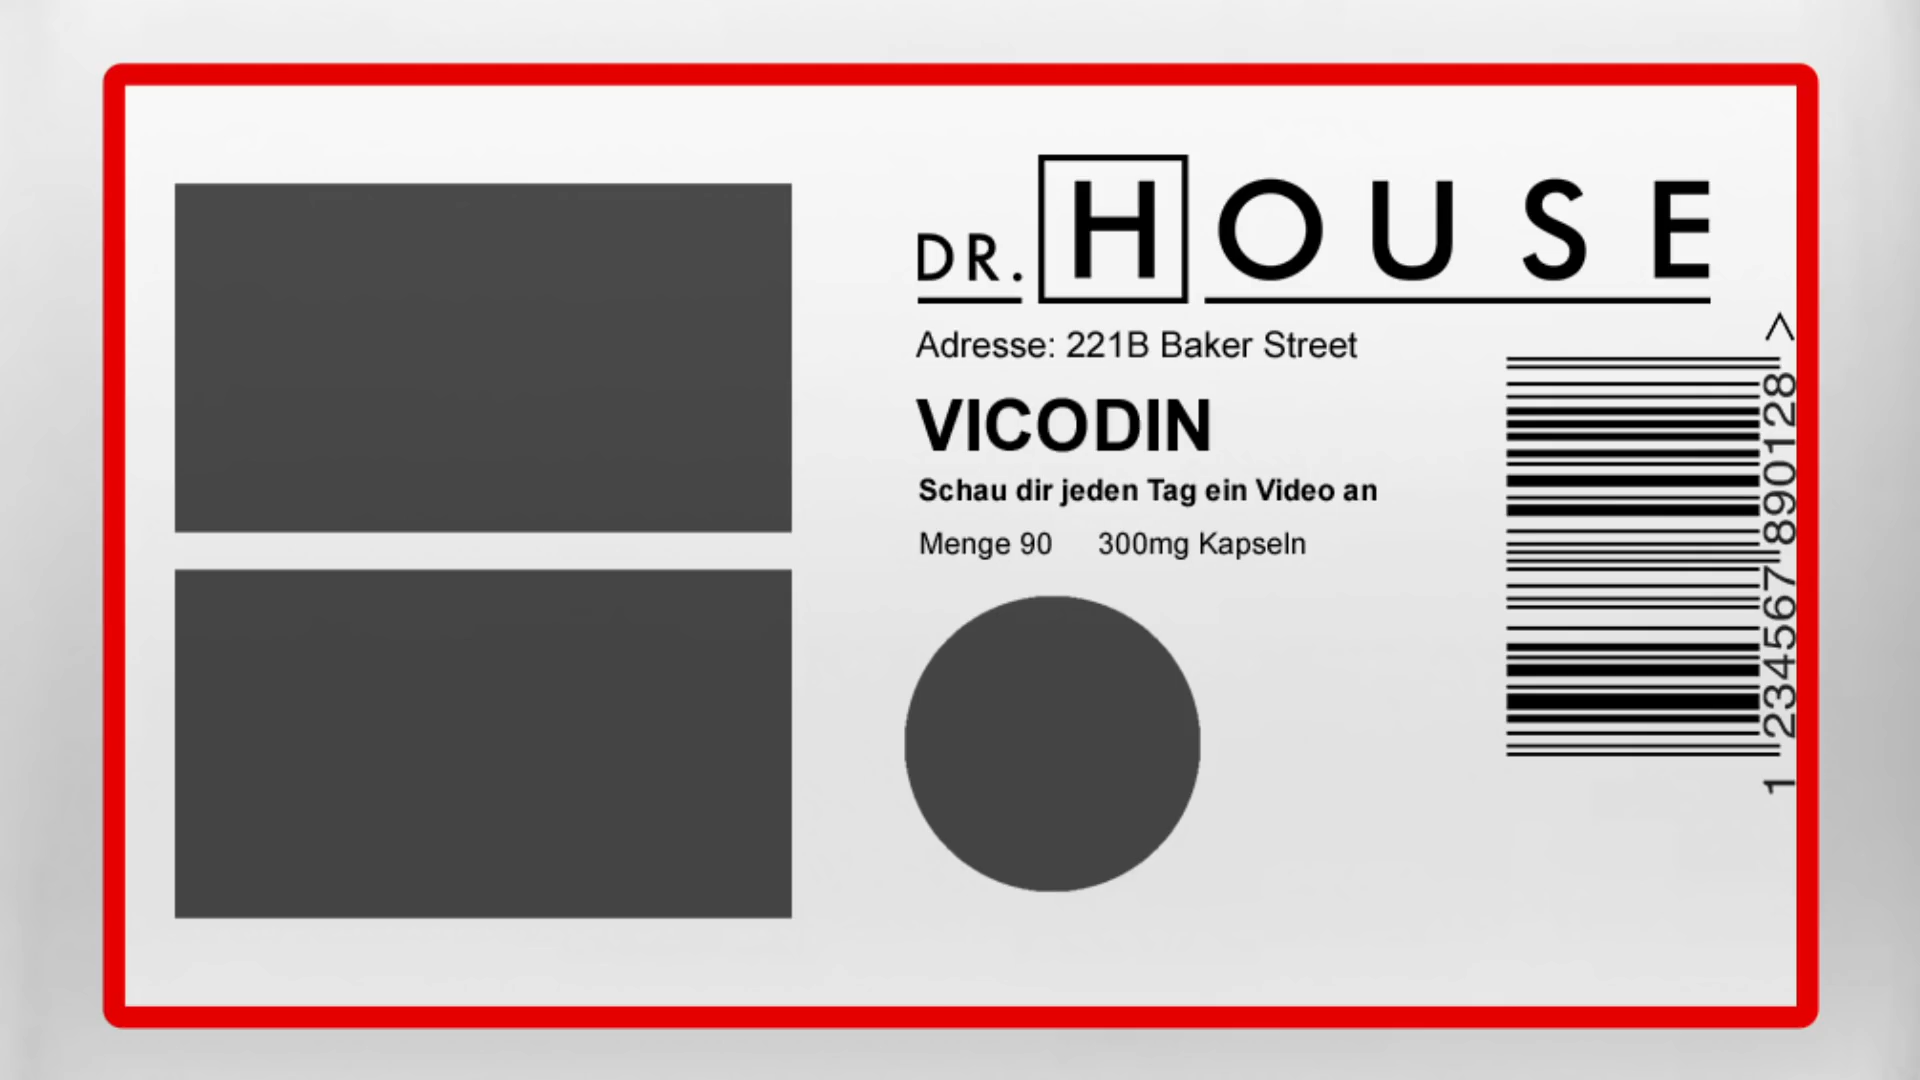 DR. HOUSE
Adresse: 221B Baker Street
VICODIN
Schau dir jeden Tag ein Video an
Menge 90 300mg Kapseln
1 234567 890128 >